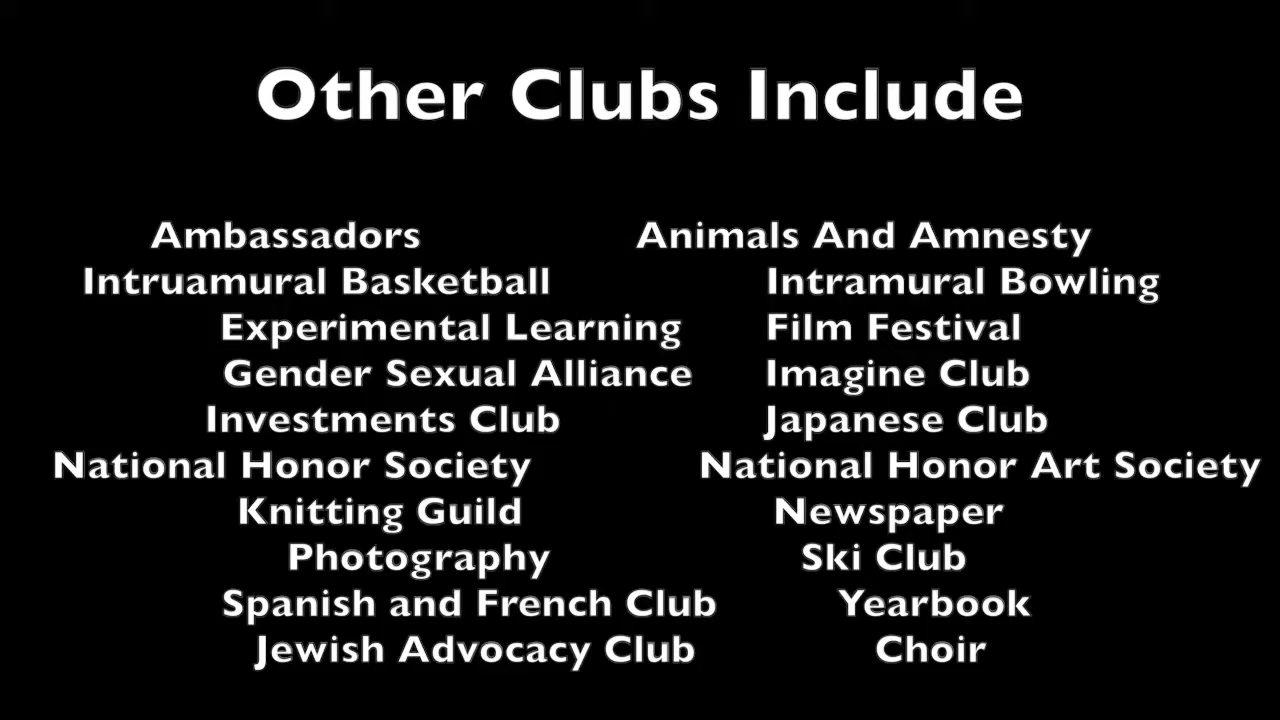 Other Clubs Include
Ambassadors Animals And Amnesty
Intruamural Basketball Intramural Bowling
Experimental Learning Film Festival
Gender Sexual Alliance Imagine Club
Investments Club Japanese Club
National Honor Society National Honor Art Society
Knitting Guild Newspaper
Photography Ski Club
Spanish and French Club Yearbook
Jewish Advocacy Club Choir